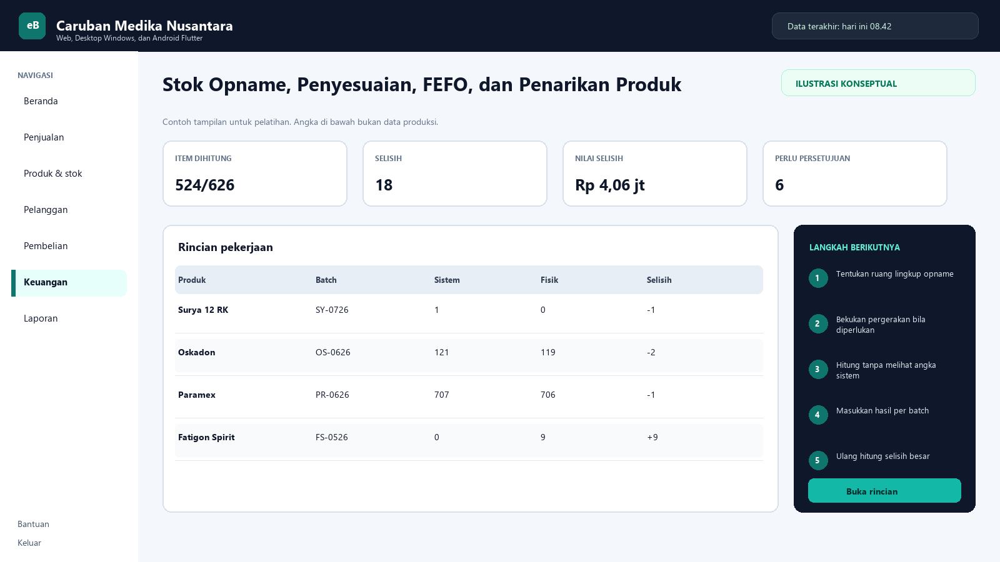 eB
Caruban Medika Nusantara
Web, Desktop Windows, dan Android Flutter
Data terakhir: hari ini 08.42
NAVIGASI
Beranda
Penjualan
Produk & stok
Pelanggan
Pembelian
Keuangan
Laporan
Bantuan
Keluar
Stok Opname, Penyesuaian, FEFO, dan Penarikan Produk
ILUSTRASI KONSEPTUAL
Contoh tampilan untuk pelatihan. Angka di bawah bukan data produksi.
ITEM DIHITUNG
524/626
SELISIH
18
NILAI SELISIH
Rp 4,06 jt
PERLU PERSETUJUAN
6
Rincian pekerjaan
Produk Batch Sistem Fisik Selisih
Surya 12 RK SY-0726 1 0 -1
Oskadon OS-0626 121 119 -2
Paramex PR-0626 707 706 -1
Fatigon Spirit FS-0526 0 9 +9
LANGKAH BERIKUTNYA
1 Tentukan ruang lingkup opname
2 Bekukan pergerakan bila
diperlukan
3 Hitung tanpa melihat angka
sistem
4 Masukkan hasil per batch
5 Ulang hitung selisih besar
Buka rincian